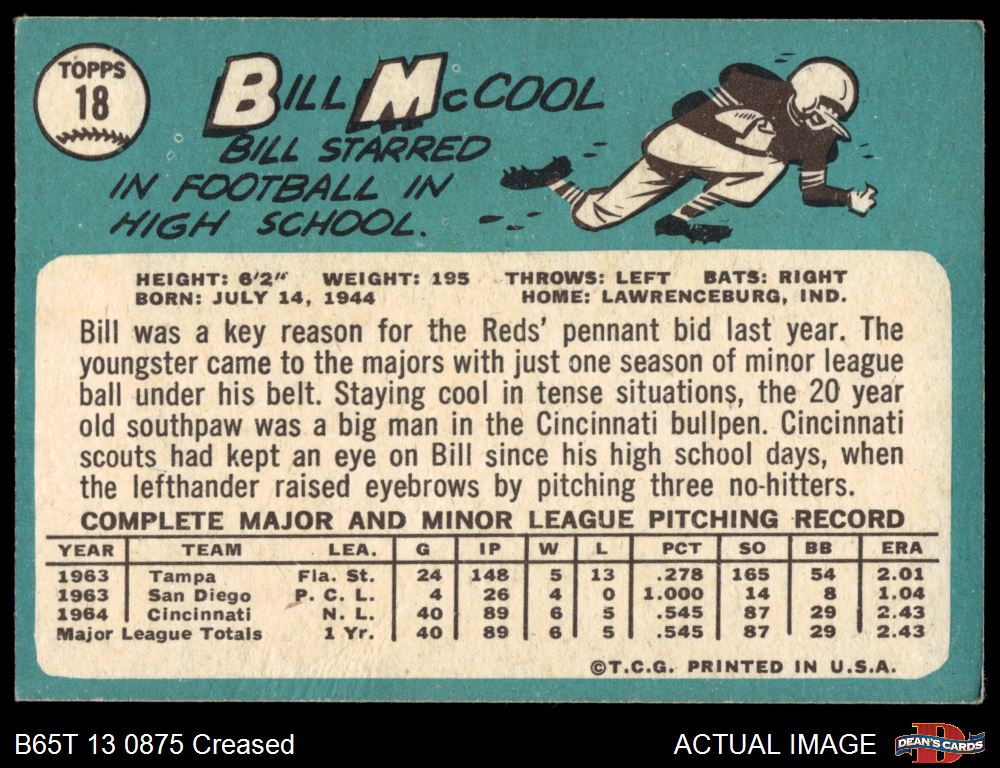 TOPPS
18
BILL McCOOL
BILL STARRED
IN FOOTBALL IN
HIGH SCHOOL.
HEIGHT: 6'2" WEIGHT: 195 THROWS: LEFT BATS: RIGHT
BORN: JULY 14, 1944 HOME: LAWRENCEBURG, IND.
Bill was a key reason for the Reds' pennant bid last year. The
youngster came to the majors with just one season of minor league
ball under his belt. Staying cool in tense situations, the 20 year
old southpaw was a big man in the Cincinnati bullpen. Cincinnati
scouts had kept an eye on Bill since his high school days, when
the lefthander raised eyebrows by pitching three no-hitters.
COMPLETE MAJOR AND MINOR LEAGUE PITCHING RECORD
YEAR TEAM LEA. G IP W L PCT SO BB ERA
1963 Tampa Fla. St. 24 148 5 13 .278 165 54 2.01
1963 San Diego P. C. L. 4 26 4 0 1.000 14 8 1.04
1964 Cincinnati N. L. 40 89 6 5 .545 87 29 2.43
Major League Totals 1 Yr. 40 89 6 5 .545 87 29 2.43
©T.C.G. PRINTED IN U.S.A.
B65T 13 0875 Creased
ACTUAL IMAGE
D
DEAN'S CARDS